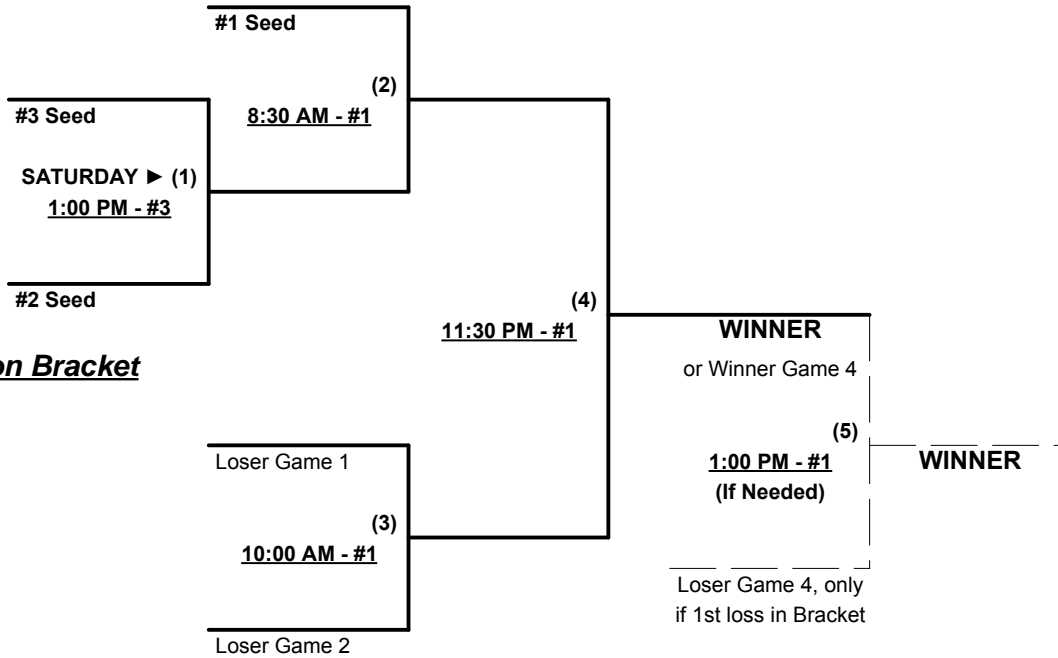 #1 Seed
(2)
8:30 AM - #1
#3 Seed
SATURDAY ► (1)
1:00 PM - #3
#2 Seed
(4)
11:30 PM - #1
WINNER
or Winner Game 4
on Bracket
(5)
1:00 PM - #1
(If Needed)
WINNER
Loser Game 1
(3)
10:00 AM - #1
Loser Game 4, only
if 1st loss in Bracket
Loser Game 2